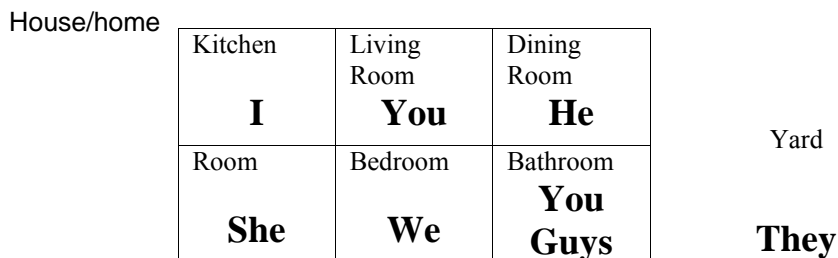 House/home
Kitchen
I
Living
Room
You
Dining
Room
He
Yard
They
Room
She
Bedroom
We
Bathroom
You
Guys